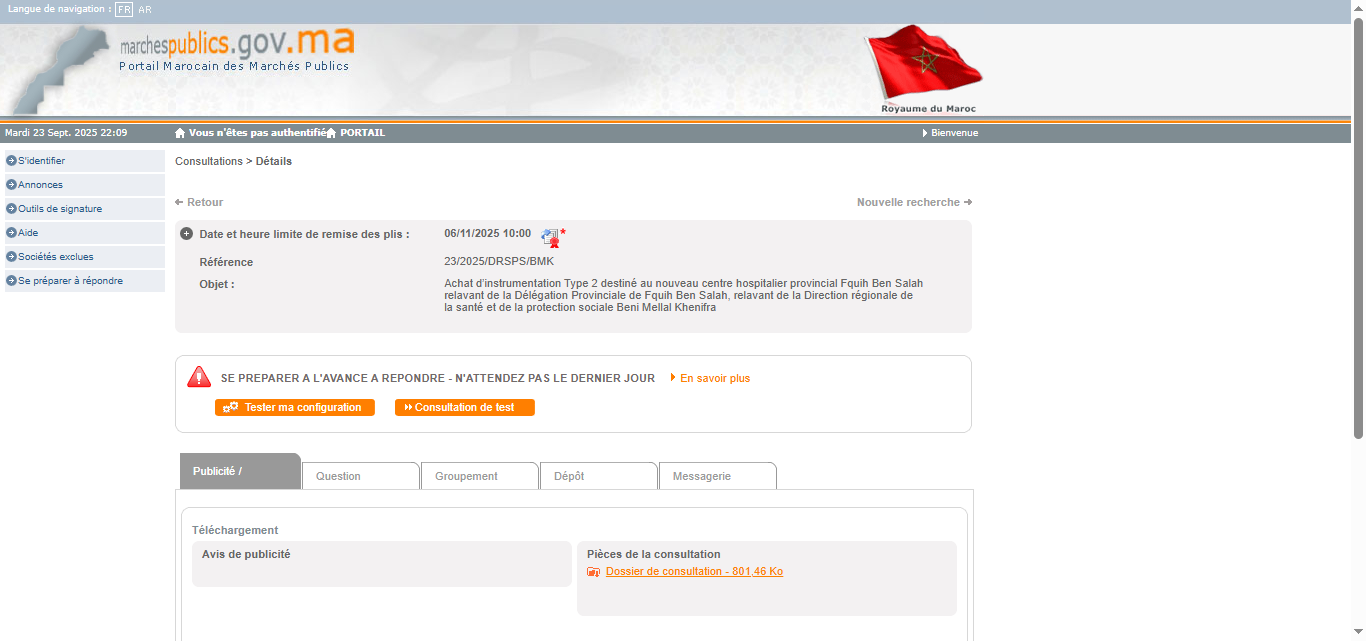 Langue de navigation : FR AR
marchespublics.gov.ma
Portail Marocain des Marchés Publics
Royaume du Maroc
Mardi 23 Sept. 2025 22:09
Vous n'êtes pas authentifié PORTAIL
Bienvenue
S'identifier
Annonces
Outils de signature
Aide
Sociétés exclues
Se préparer à répondre
Consultations > Détails
Retour
Nouvelle recherche
Date et heure limite de remise des plis : 06/11/2025 10:00 *
Référence 23/2025/DRSPS/BMK
Objet : Achat d'instrumentation Type 2 destiné au nouveau centre hospitalier provincial Fquih Ben Salah
relavant de la Délégation Provinciale de Fquih Ben Salah, relavant de la Direction régionale de
la santé et de la protection sociale Beni Mellal Khenifra
SE PREPARER A L'AVANCE A REPONDRE - N'ATTENDEZ PAS LE DERNIER JOUR En savoir plus
Tester ma configuration Consultation de test
Publicité / Question Groupement Dépôt Messagerie
Téléchargement
Avis de publicité
Pièces de la consultation
Dossier de consultation - 801,46 Ko